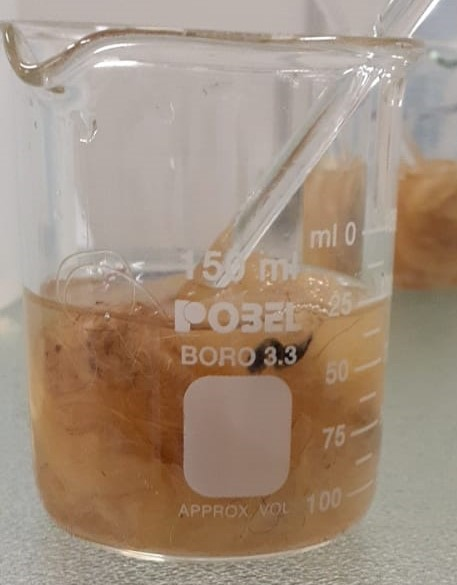 150 ml
POBEL
BORO 3.3
APPROX. VOL
ml 0
25
50
75
100